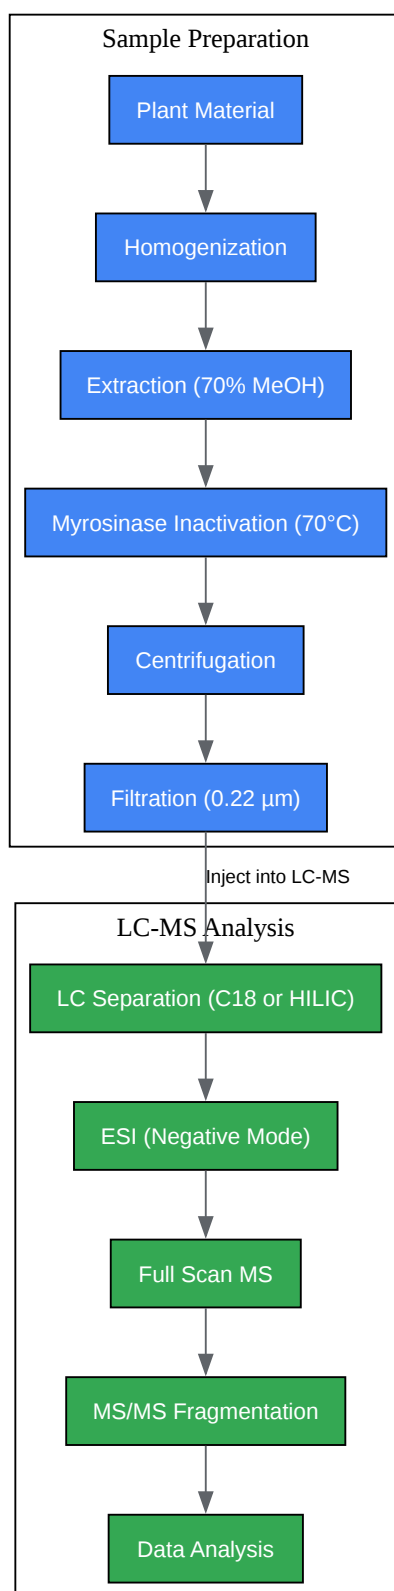 Sample Preparation
Plant Material
Homogenization
Extraction (70% MeOH)
Myrosinase Inactivation (70°C)
Centrifugation
Filtration (0.22 µm)
Inject into LC-MS
LC-MS Analysis
LC Separation (C18 or HILIC)
ESI (Negative Mode)
Full Scan MS
MS/MS Fragmentation
Data Analysis